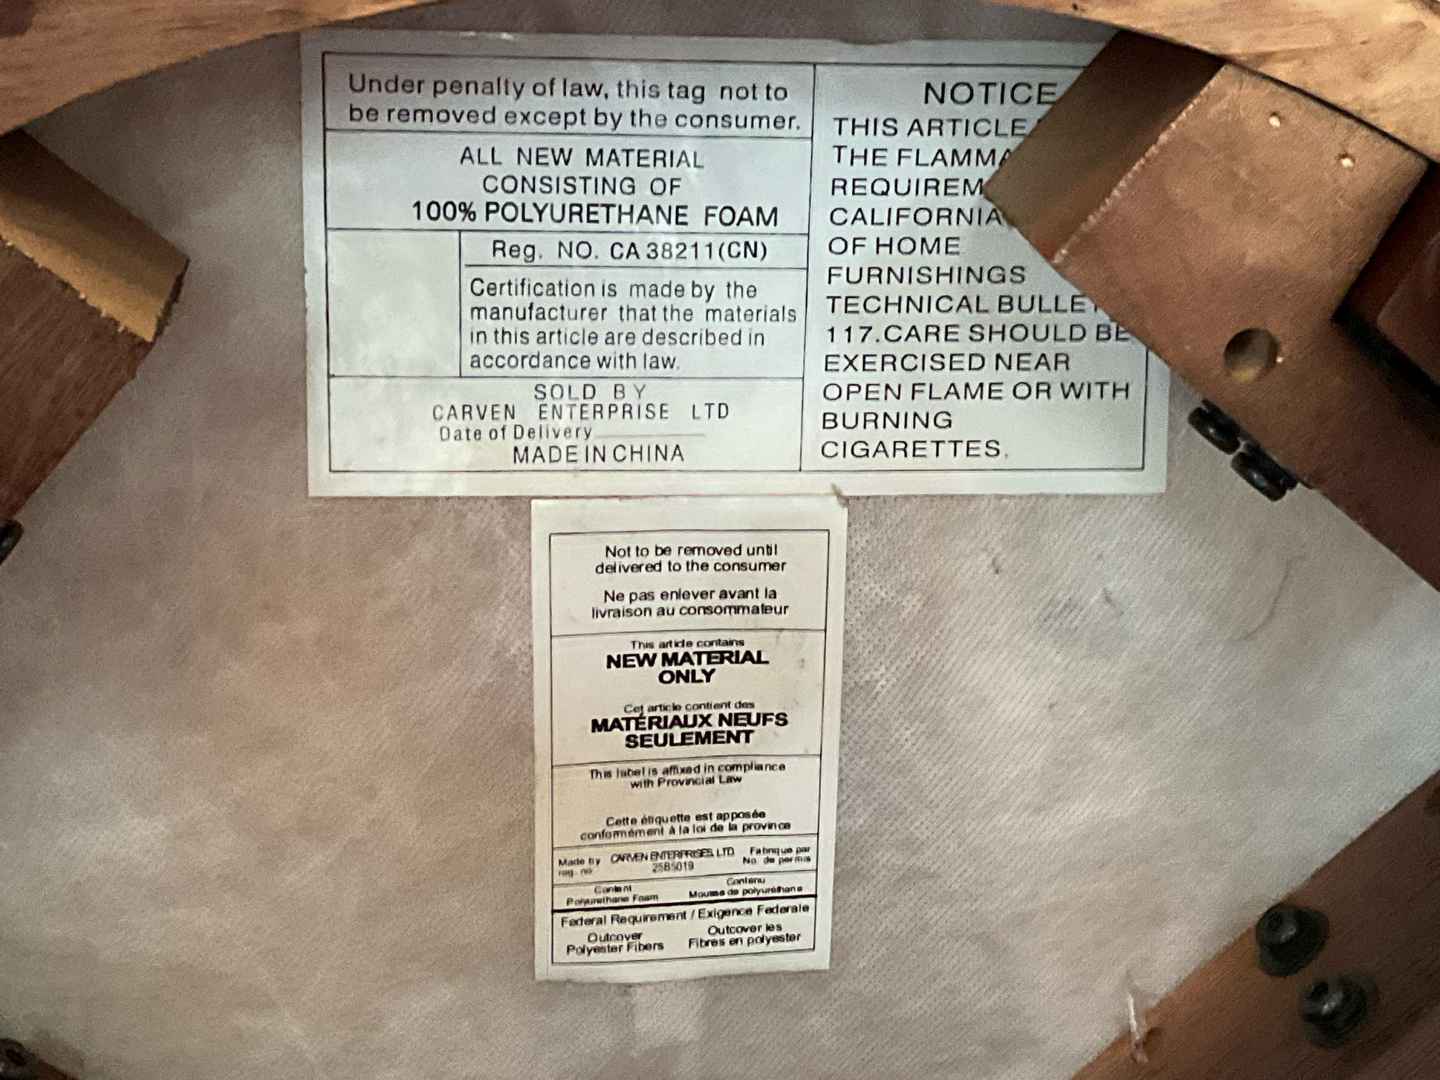 Under penalty of law, this tag not to
be removed except by the consumer.
ALL NEW MATERIAL
CONSISTING OF
100% POLYURETHANE FOAM
Reg. NO. CA 38211(CN)
Certification is made by the
manufacturer that the materials
in this article are described in
accordance with law.
SOLD BY
CARVEN ENTERPRISE LTD
Date of Delivery
MADE IN CHINA
NOTICE
THIS ARTICLE
THE
CALIFORNIA
OF HOME
FURNISHINGS
TECHNICAL
117.CARE SHOULD BE
EXERCISED NEAR
OPEN FLAME OR WITH
BURNING
CIGARETTES.
Not to be removed until
delivered to the consumer
Ne pas enlever avant la
livraison au consommateur
This article contains
NEW MATERIAL
ONLY
Cet article contient des
MATÉRIAUX NEUFS
SEULEMENT
This label is affixed in compliance
with Provincial Law
Cette étiquette est apposée
conformément à la loi de la province
Made by CARVEN ENTERPRISES, LTD. Fabrique par
reg. no. 25B5019 No. de permis
Content Contenu
Polyurethane Foam Mousse de polyuréthane
Federal Requirement / Exigence Federale
Outcover Outcover les
Polyester Fibers Fibres en polyester